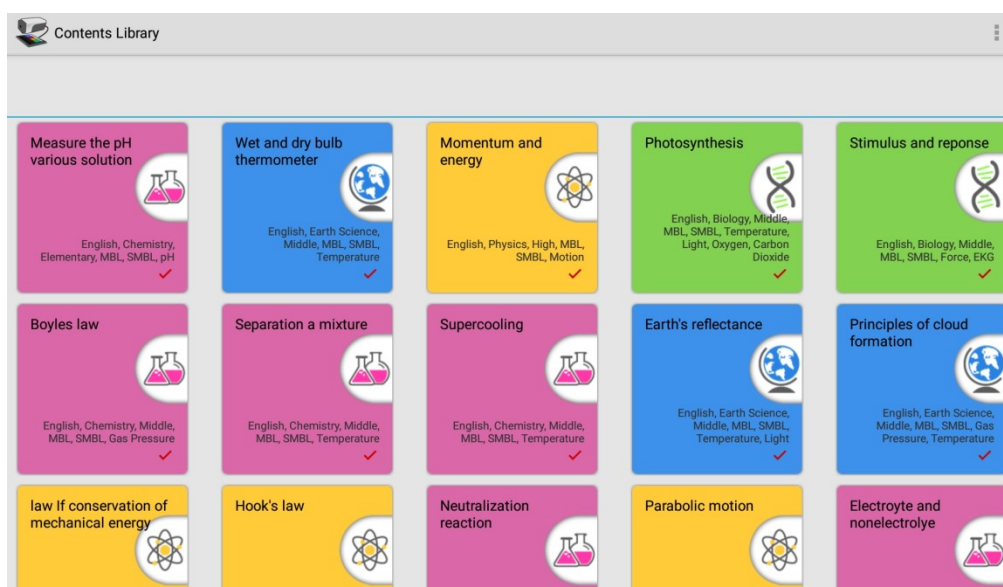 Contents Library
Measure the pH
various solution
English, Chemistry,
Elementary, MBL, SMBL, pH
Wet and dry bulb
thermometer
English, Earth Science,
Middle, MBL, SMBL,
Temperature
Momentum and
energy
English, Physics, High, MBL,
SMBL, Motion
Photosynthesis
English, Biology, Middle,
MBL, SMBL, Temperature,
Light, Oxygen, Carbon
Dioxide
Stimulus and reponse
English, Biology, Middle,
MBL, SMBL, Force, EKG
Boyles law
English, Chemistry, Middle,
MBL, SMBL, Gas Pressure
Separation a mixture
English, Chemistry, Middle,
MBL, SMBL, Temperature
Supercooling
English, Chemistry, Middle,
MBL, SMBL, Temperature
Earth's reflectance
English, Earth Science,
Middle, MBL, SMBL,
Temperature, Light
Principles of cloud
formation
English, Earth Science,
Middle, MBL, SMBL, Gas
Pressure, Temperature
law If conservation of
mechanical energy
Hook's law
Neutralization
reaction
Parabolic motion
Electroyte and
nonelectrolye